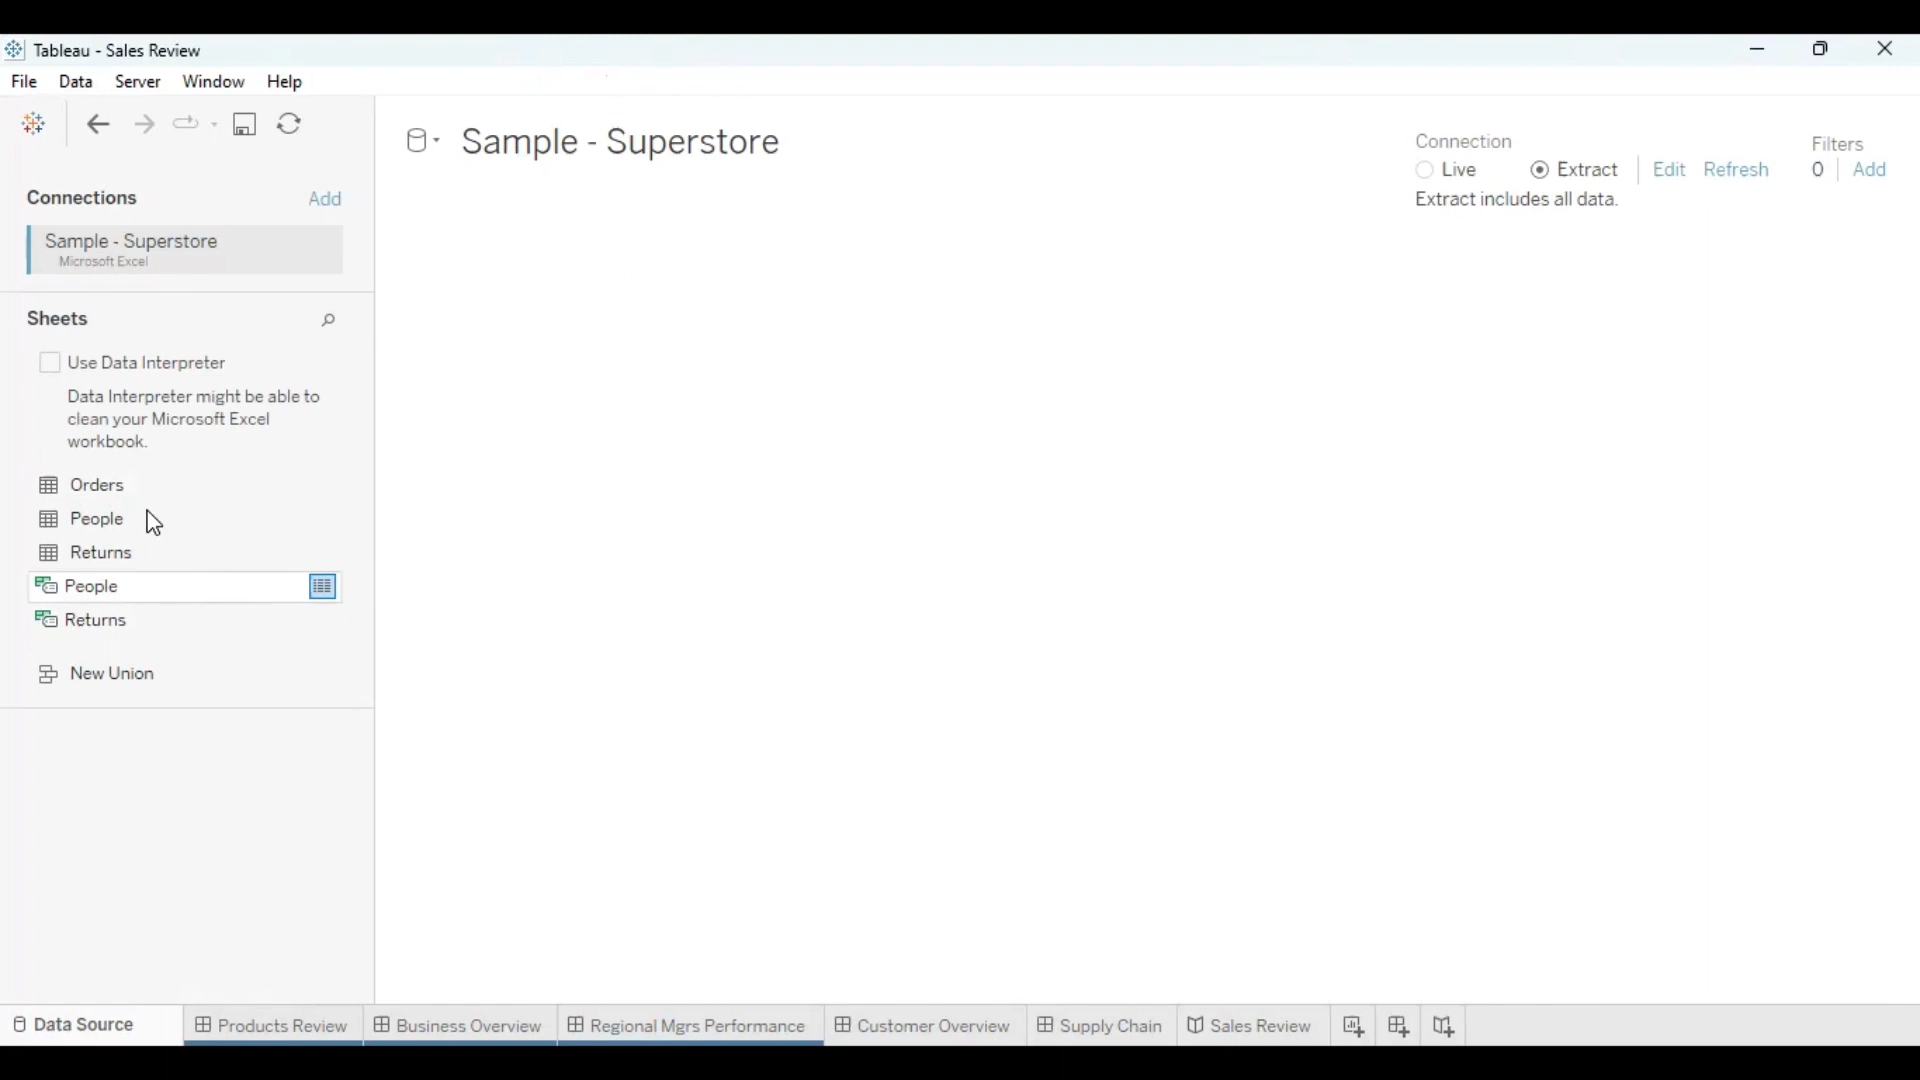 Tableau - Sales Review
File Data Server Window Help
Sample - Superstore
Connection
Live Extract Edit Refresh
Extract includes all data.
Filters
0 Add
Connections Add
Sample - Superstore
Microsoft Excel
Sheets
Use Data Interpreter
Data Interpreter might be able to
clean your Microsoft Excel
workbook.
Orders
People
Returns
People
Returns
New Union
Data Source Products Review Business Overview Regional Mgrs Performance Customer Overview Supply Chain Sales Review